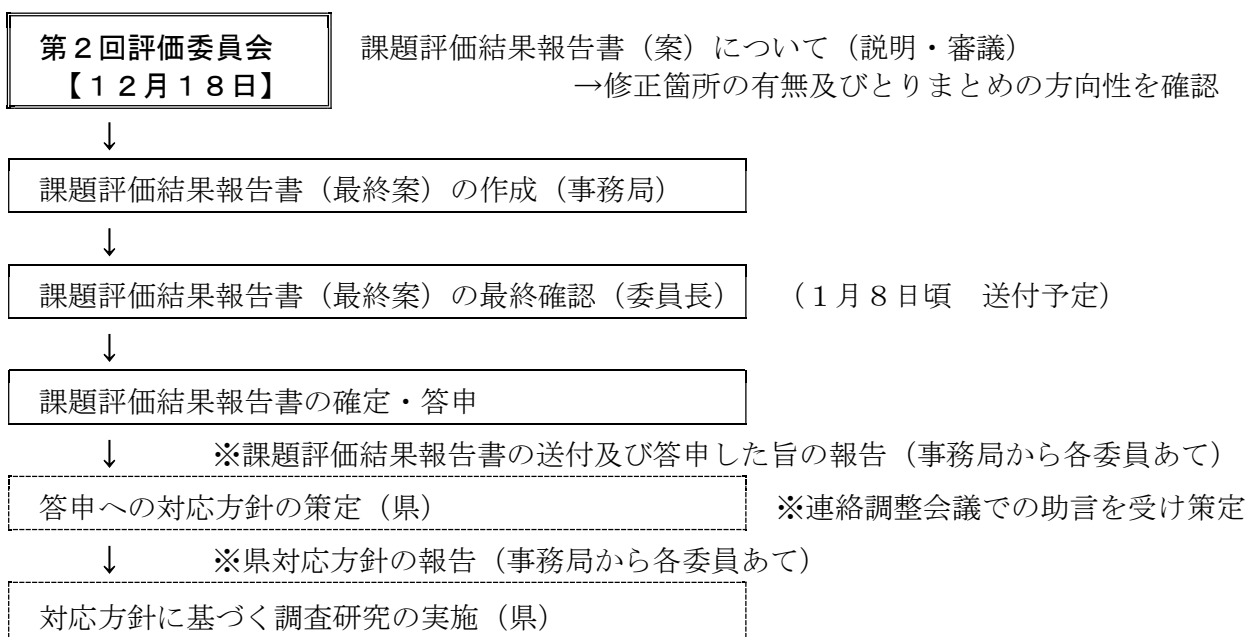 第2回評価委員会　課題評価結果報告書（案）について（説明・審議）
【12月18日】　→修正箇所の有無及びとりまとめの方向性を確認
↓
課題評価結果報告書（最終案）の作成（事務局）
↓
課題評価結果報告書（最終案）の最終確認（委員長）　（1月8日頃　送付予定）
↓
課題評価結果報告書の確定・答申
↓　※課題評価結果報告書の送付及び答申した旨の報告（事務局から各委員あて）
答申への対応方針の策定（県）　※連絡調整会議での助言を受け策定
↓　※県対応方針の報告（事務局から各委員あて）
対応方針に基づく調査研究の実施（県）